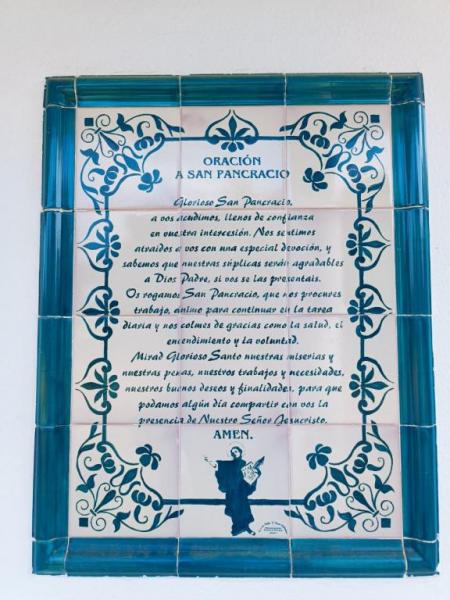 ORACIÓN
A SAN PANCRACIO
Glorioso San Pancracio,
a vos acudimos, llenos de confianza
en vuestra intercesión. Nos sentimos
atraidos a vos con una especial devoción, y
sabemos que nuestras súplicas serán agradables
a Dios Padre, si vos se las presentais.
Os rogamos San Pancracio, que nos procures
trabajo, ánimo para continuar en la tarea
diaria y nos colmes de gracias como la salud, el
encendimiento y la voluntad.
Mirad Glorioso Santo nuestras miserias y
nuestras penas, nuestros trabajos y necesidades,
nuestros buenos deseos y finalidades, para que
podamos algún día compartir con vos la
presencia de Nuestro Señor Jesucristo.
AMEN.